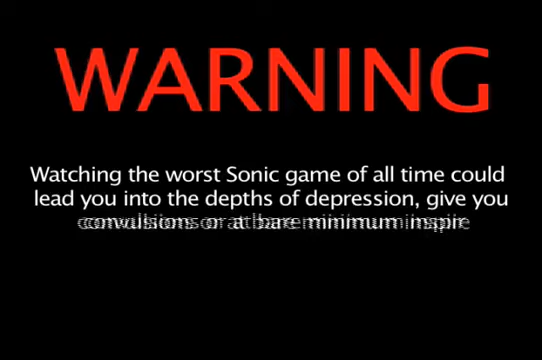 WARNING
Watching the worst Sonic game of all time could
lead you into the depths of depression, give you
convulsions or at bare minimum inspire